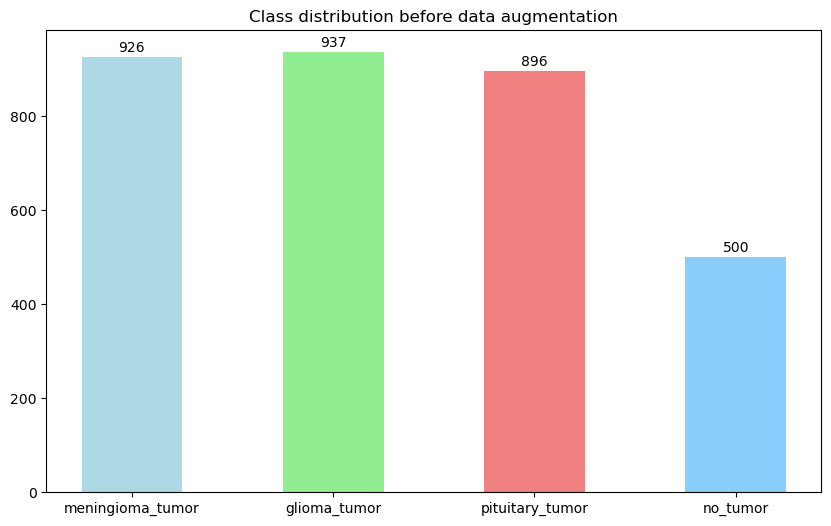 Class distribution before data augmentation
926
937
896
500
800
600
400
200
0
meningioma_tumor
glioma_tumor
pituitary_tumor
no_tumor